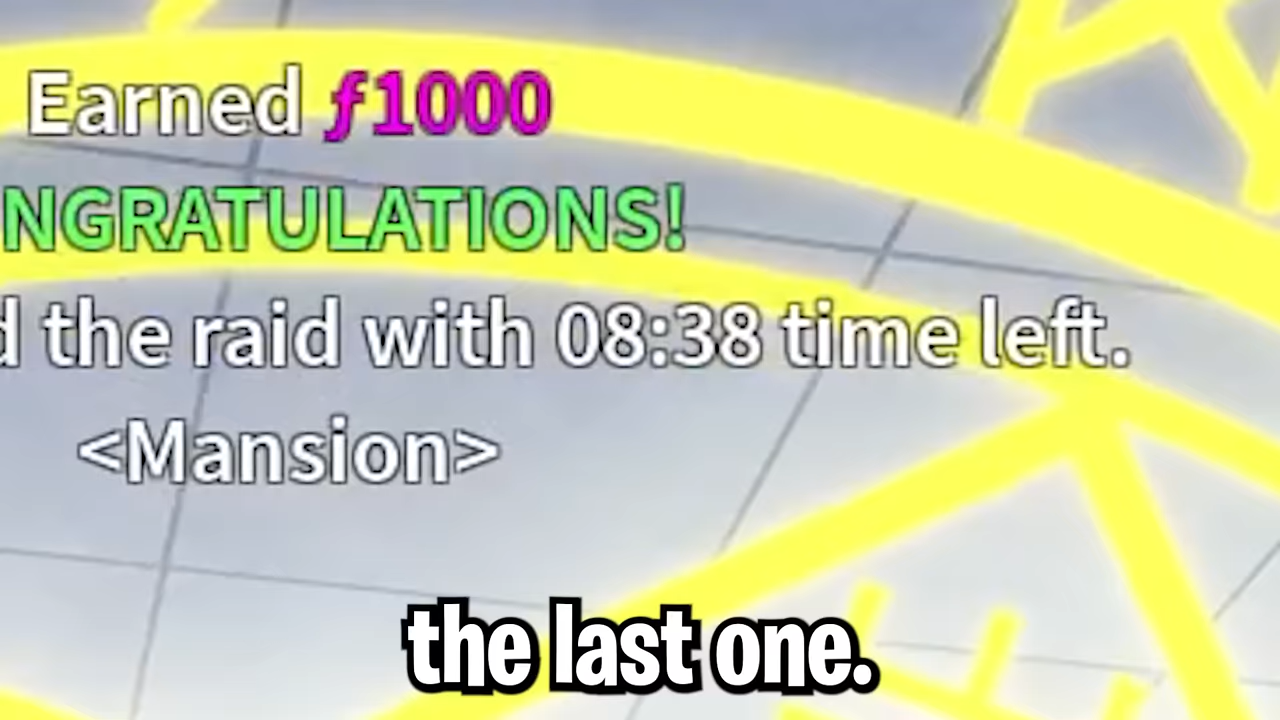 Earned ƒ1000
NGRATULATIONS!
d the raid with 08:38 time left.
<Mansion>
the last one.